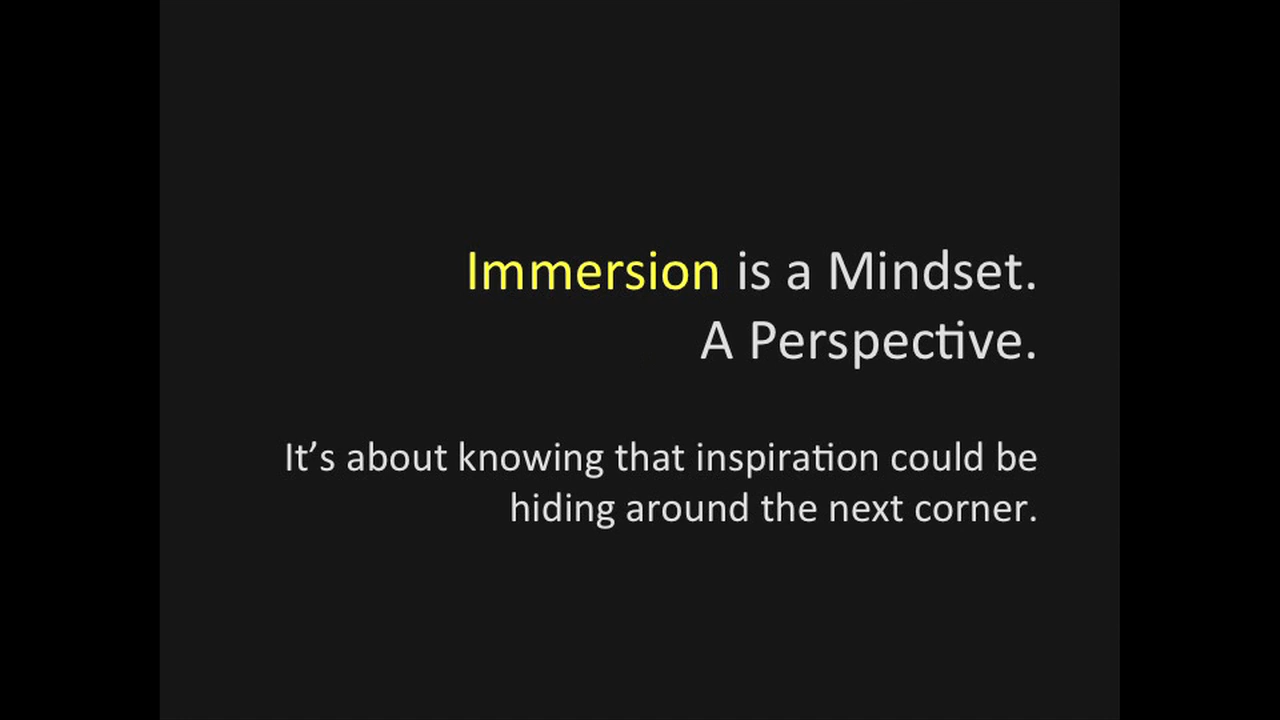 Immersion is a Mindset.
A Perspective.
It’s about knowing that inspiration could be
hiding around the next corner.